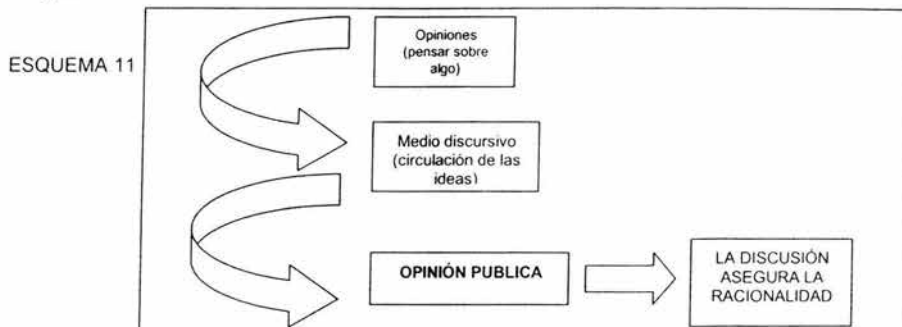 ESQUEMA 11
Opiniones
(pensar sobre
algo)
Medio discursivo
(circulación de las
ideas)
OPINIÓN PUBLICA
LA DISCUSIÓN
ASEGURA LA
RACIONALIDAD